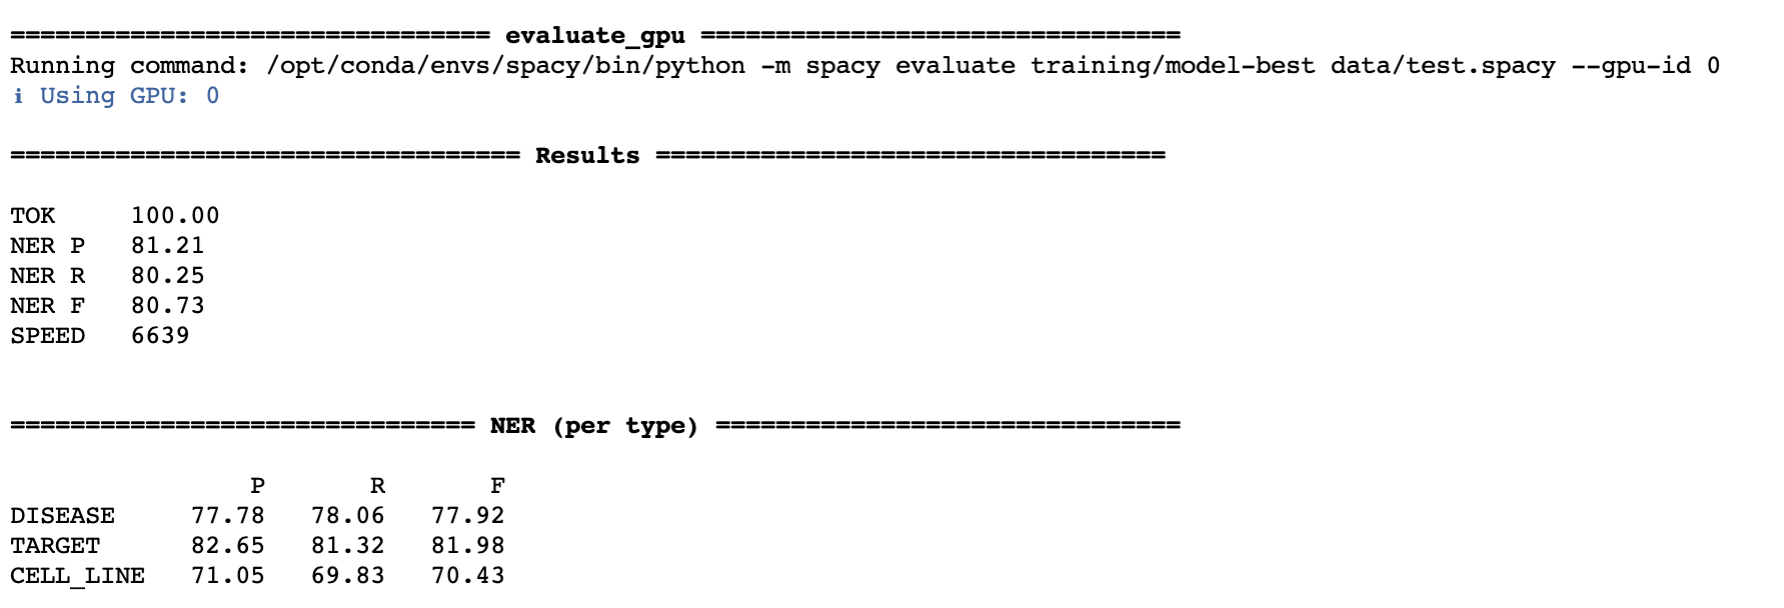 ================================ evaluate_gpu ================================
Running command: /opt/conda/envs/spacy/bin/python -m spacy evaluate training/model-best data/test.spacy --gpu-id 0
ℹ Using GPU: 0
================================== Results ==================================
TOK     100.00
NER P   81.21
NER R   80.25
NER F   80.73
SPEED   6639
=============================== NER (per type) ===============================
                P       R       F
DISEASE     77.78   78.06   77.92
TARGET      82.65   81.32   81.98
CELL_LINE   71.05   69.83   70.43